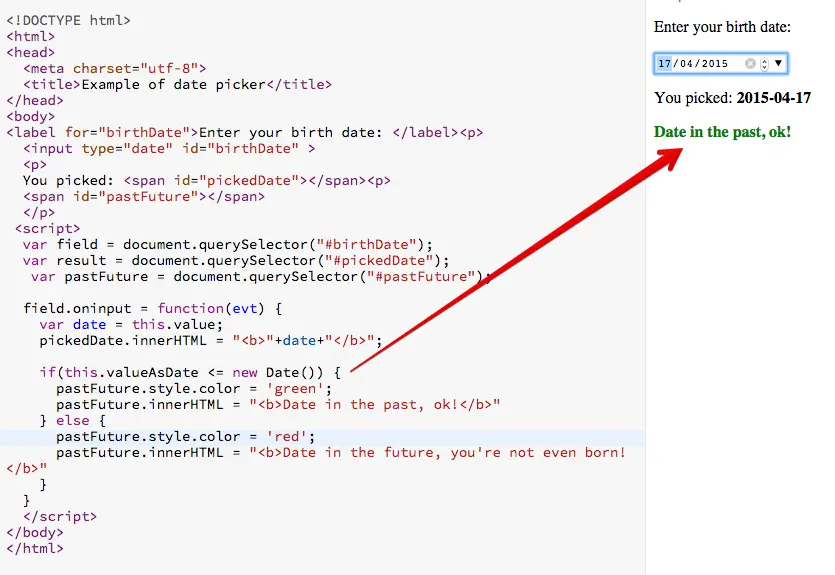 <!DOCTYPE html>
<html>
<head>
  <meta charset="utf-8">
  <title>Example of date picker</title>
</head>
<body>
<label for="birthDate">Enter your birth date: </label><p>
  <input type="date" id="birthDate" >
  <p>
  You picked: <span id="pickedDate"></span><p>
  <span id="pastFuture"></span>
  </p>
 <script>
  var field = document.querySelector("#birthDate");
  var result = document.querySelector("#pickedDate");
   var pastFuture = document.querySelector("#pastFuture");

  field.oninput = function(evt) {
    var date = this.value;
    pickedDate.innerHTML = "<b>"+date+"</b>";

    if(this.valueAsDate <= new Date()) {
      pastFuture.style.color = 'green';
      pastFuture.innerHTML = "<b>Date in the past, ok!</b>"
    } else {
      pastFuture.style.color = 'red';
      pastFuture.innerHTML = "<b>Date in the future, you're not even born!
</b>"
    }
  }
  </script>
</body>
</html>
Enter your birth date:
17/04/2015
You picked: 2015-04-17
Date in the past, ok!